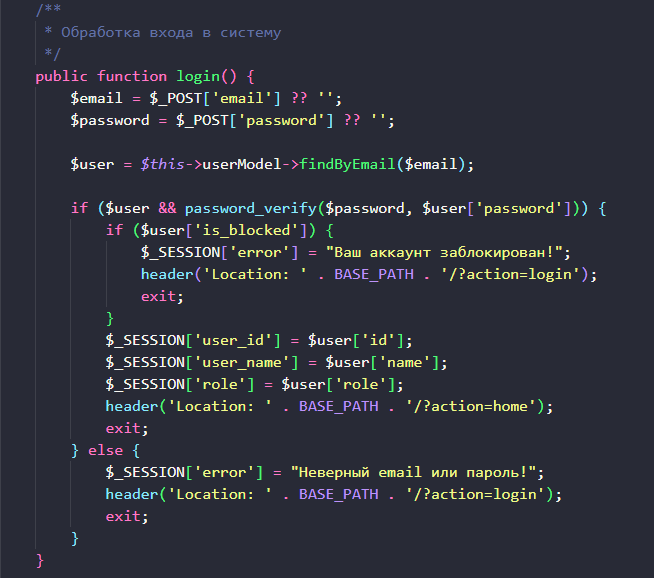 /**
 * Обработка входа в систему
 */
public function login() {
    $email = $_POST['email'] ?? '';
    $password = $_POST['password'] ?? '';

    $user = $this->userModel->findByEmail($email);

    if ($user && password_verify($password, $user['password'])) {
        if ($user['is_blocked']) {
            $_SESSION['error'] = "Ваш аккаунт заблокирован!";
            header('Location: ' . BASE_PATH . '/?action=login');
            exit;
        }
        $_SESSION['user_id'] = $user['id'];
        $_SESSION['user_name'] = $user['name'];
        $_SESSION['role'] = $user['role'];
        header('Location: ' . BASE_PATH . '/?action=home');
        exit;
    } else {
        $_SESSION['error'] = "Неверный email или пароль!";
        header('Location: ' . BASE_PATH . '/?action=login');
        exit;
    }
}